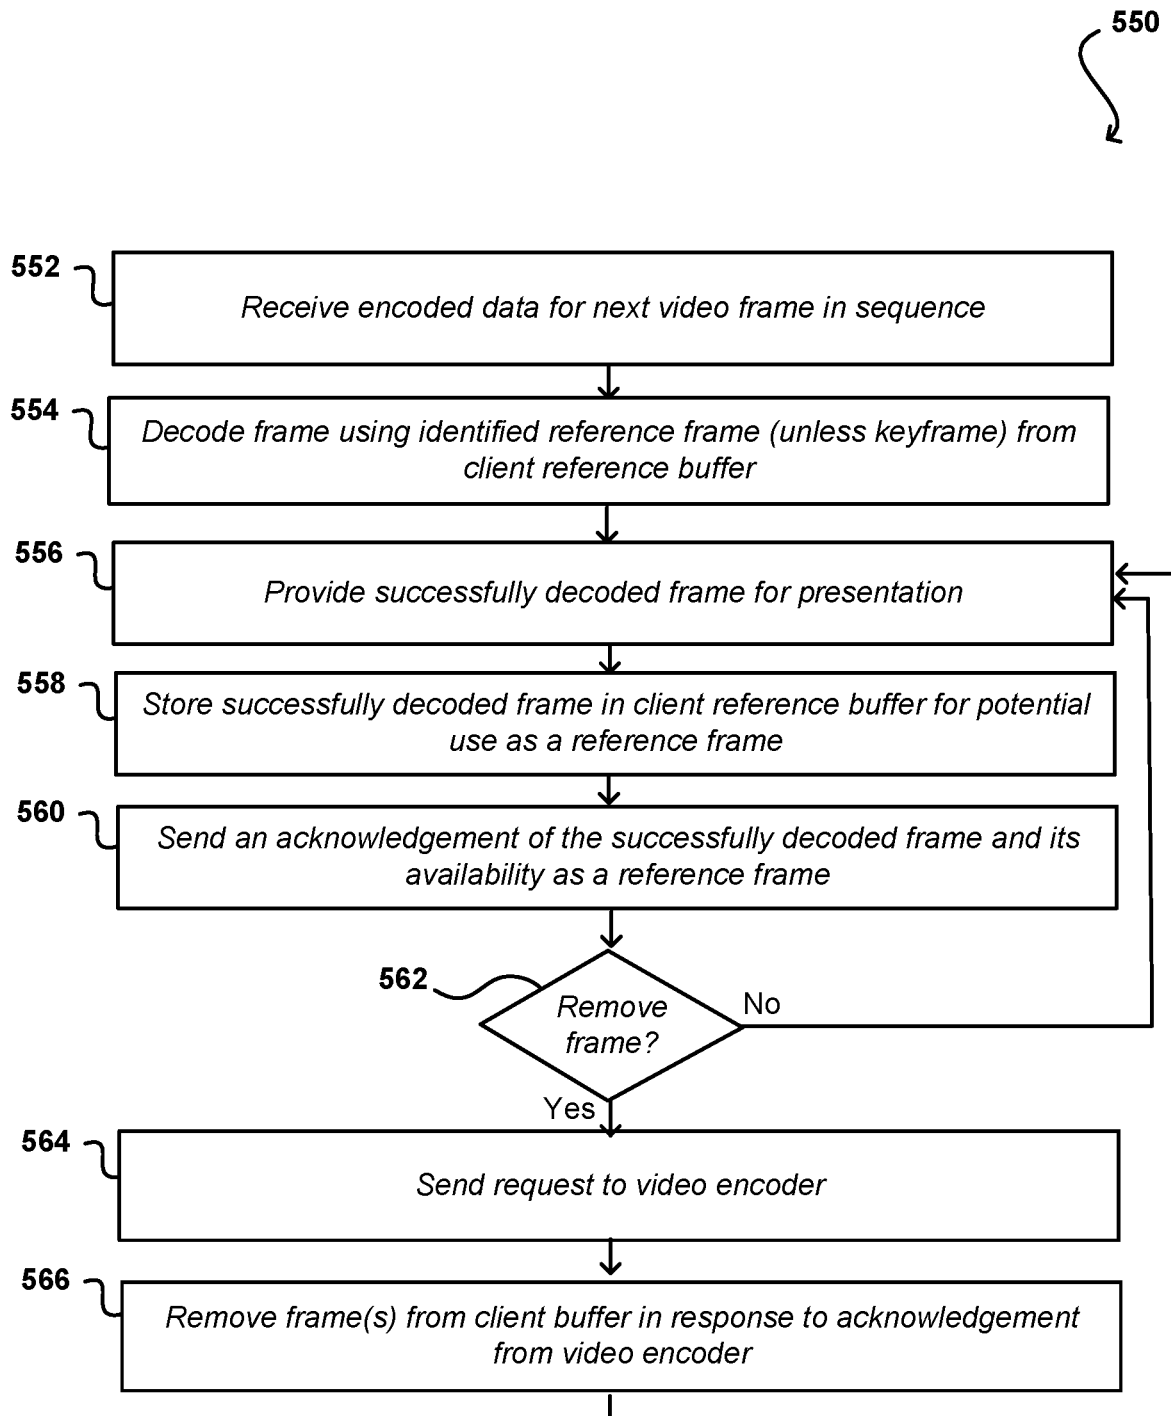 550
552
Receive encoded data for next video frame in sequence
554
Decode frame using identified reference frame (unless keyframe) from
client reference buffer
556
Provide successfully decoded frame for presentation
558
Store successfully decoded frame in client reference buffer for potential
use as a reference frame
560
Send an acknowledgement of the successfully decoded frame and its
availability as a reference frame
562
Remove
frame?
No
Yes
564
Send request to video encoder
566
Remove frame(s) from client buffer in response to acknowledgement
from video encoder